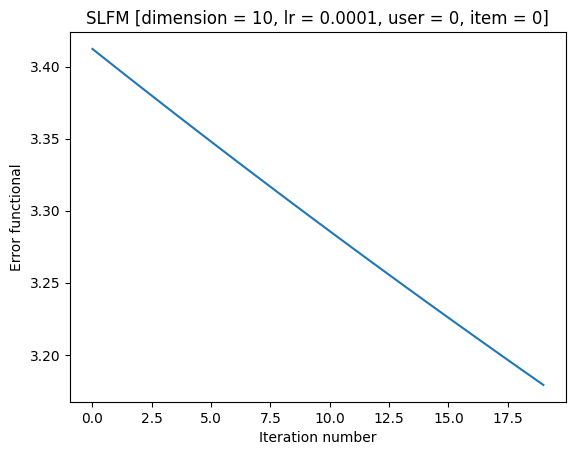 SLFM [dimension = 10, lr = 0.0001, user = 0, item = 0]
3.40
3.35
3.30
3.25
3.20
Error functional
0.0 2.5 5.0 7.5 10.0 12.5 15.0 17.5
Iteration number